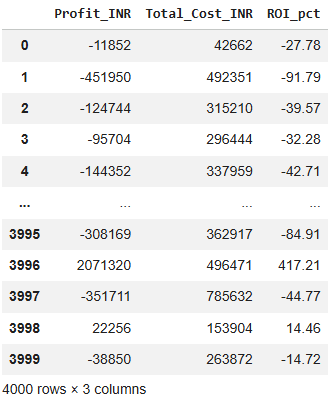 Profit_INR Total_Cost_INR ROI_pct
0 -11852 42662 -27.78
1 -451950 492351 -91.79
2 -124744 315210 -39.57
3 -95704 296444 -32.28
4 -144352 337959 -42.71
... ... ... ...
3995 -308169 362917 -84.91
3996 2071320 496471 417.21
3997 -351711 785632 -44.77
3998 22256 153904 14.46
3999 -38850 263872 -14.72
4000 rows × 3 columns